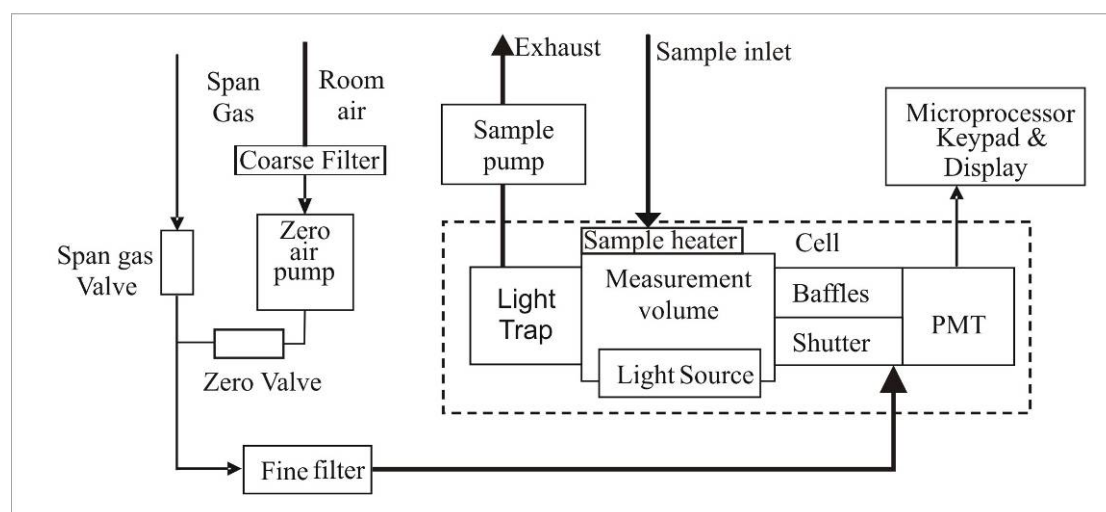 Span
Gas
Room
air
Exhaust
Sample inlet
Coarse Filter
Sample
pump
Microprocessor
Keypad &
Display
Span gas
Valve
Zero
air
pump
Sample heater
Cell
Measurement
volume
Light
Trap
Baffles
Shutter
PMT
Light Source
Zero Valve
Fine filter